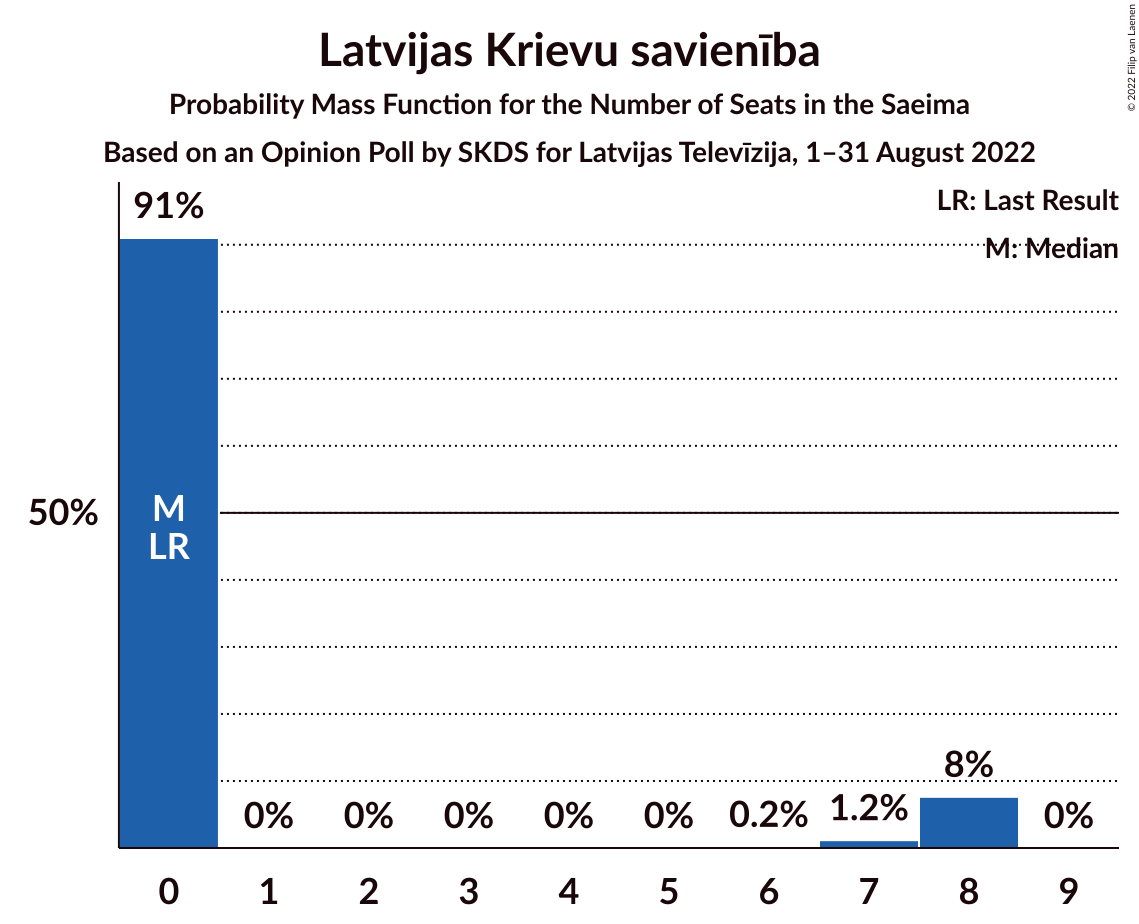 Latvijas Krievu savienība
Probability Mass Function for the Number of Seats in the Saeima
Based on an Opinion Poll by SKDS for Latvijas Televīzija, 1–31 August 2022
© 2022 Filip van Laenen
LR: Last Result
M: Median
91%
50%
M
LR
0% 0% 0% 0% 0% 0.2% 1.2% 8% 0%
0 1 2 3 4 5 6 7 8 9